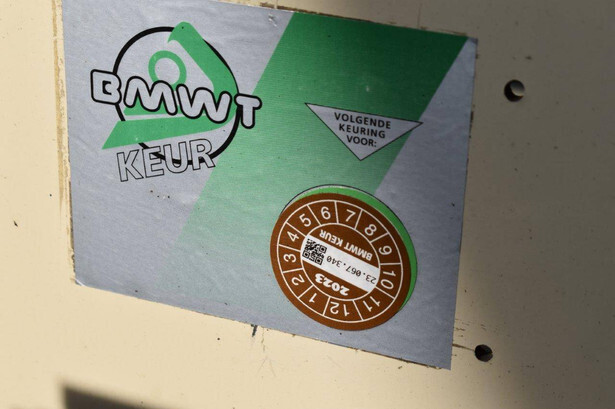 BMWT
KEUR
VOLGENDE
KEURING
VOOR:
1 2 3 4 5 6 7 8 9 10 11 12
BMWT KEUR
23.067.340
2023